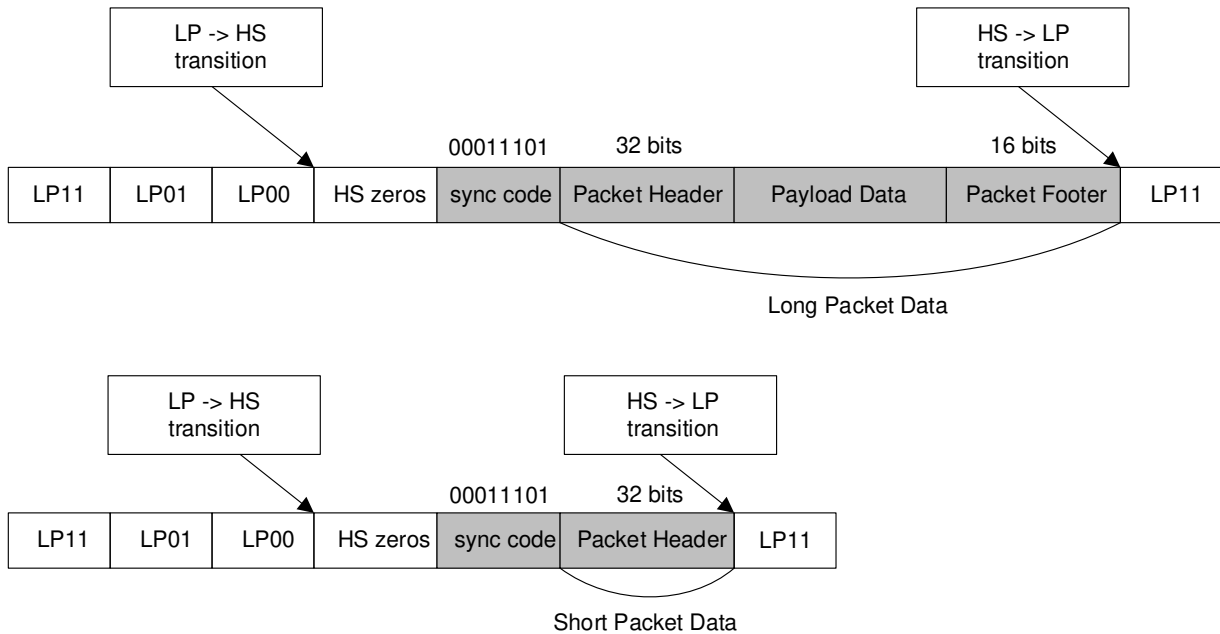 LP -> HS
transition
HS -> LP
transition
00011101
32 bits
16 bits
LP11
LP01
LP00
HS zeros
sync code
Packet Header
Payload Data
Packet Footer
LP11
Long Packet Data
LP -> HS
transition
HS -> LP
transition
00011101
32 bits
LP11
LP01
LP00
HS zeros
sync code
Packet Header
LP11
Short Packet Data